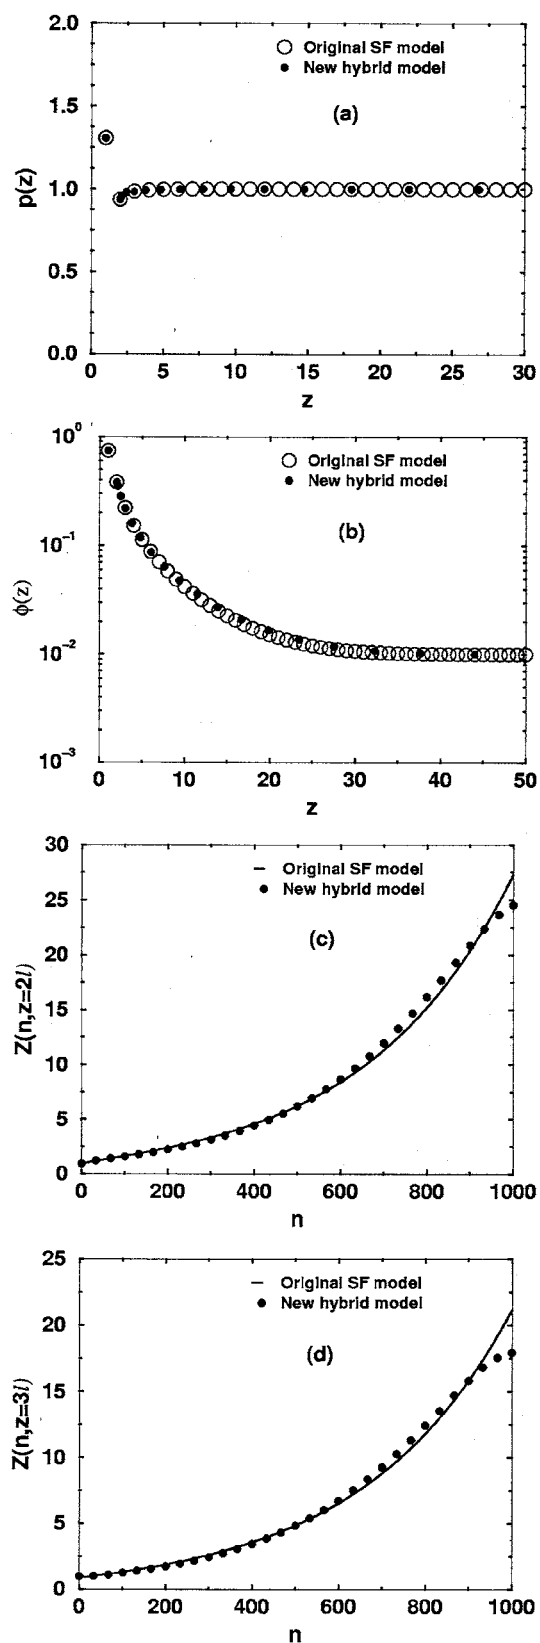 2.0
Original SF model
New hybrid model
(a)
1.5
p(z)
1.0
0.5
0.0
0 5 10 15 20 25 30
z
10⁰
Original SF model
New hybrid model
(b)
10⁻¹
ϕ(z)
10⁻²
10⁻³
0 10 20 30 40 50
z
30
Original SF model
New hybrid model
25
(c)
20
Z(n,z=2l)
15
10
5
0
0 200 400 600 800 1000
n
25
Original SF model
New hybrid model
20
(d)
15
Z(n,z=3l)
10
5
0
0 200 400 600 800 1000
n